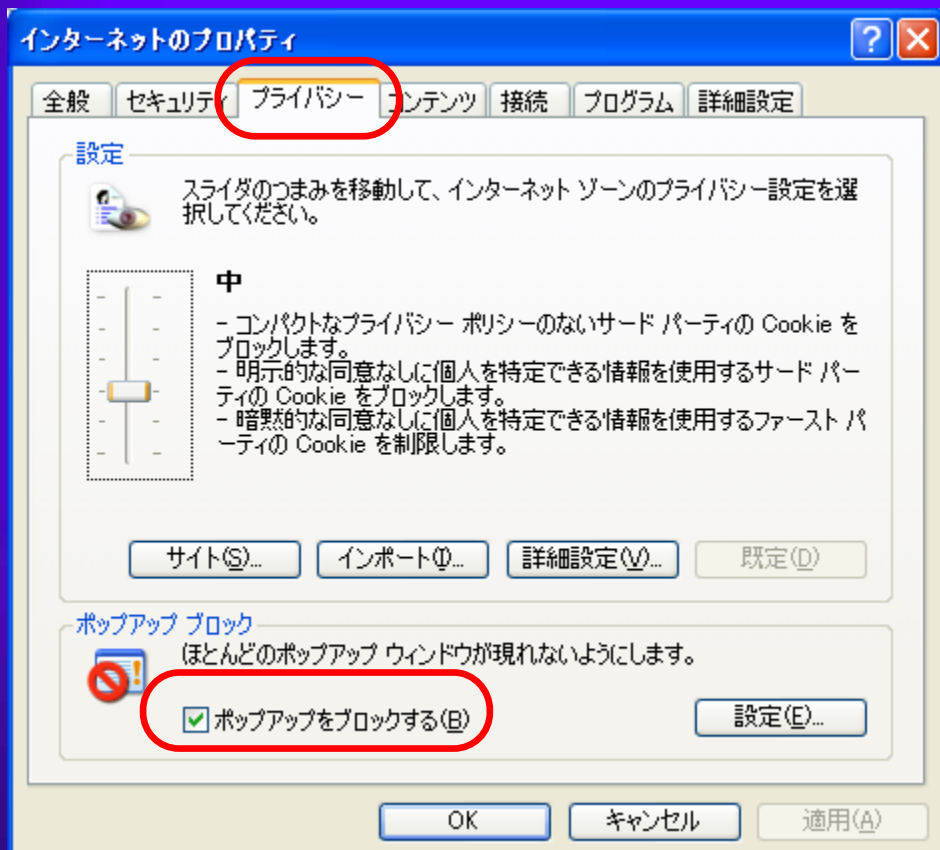 インターネットのプロパティ
全般 セキュリティ プライバシー コンテンツ 接続 プログラム 詳細設定
設定
スライダのつまみを移動して、インターネット ゾーンのプライバシー設定を選
択してください。
中
- コンパクトなプライバシー ポリシーのないサード パーティの Cookie を
ブロックします。
- 明示的な同意なしに個人を特定できる情報を使用するサード パー
ティの Cookie をブロックします。
- 暗黙的な同意なしに個人を特定できる情報を使用するファースト パ
ーティの Cookie を制限します。
サイト(S)... インポート(I)... 詳細設定(V)... 既定(D)
ポップアップ ブロック
ほとんどのポップアップ ウィンドウが現れないようにします。
ポップアップをブロックする(B) 設定(E)...
OK キャンセル 適用(A)